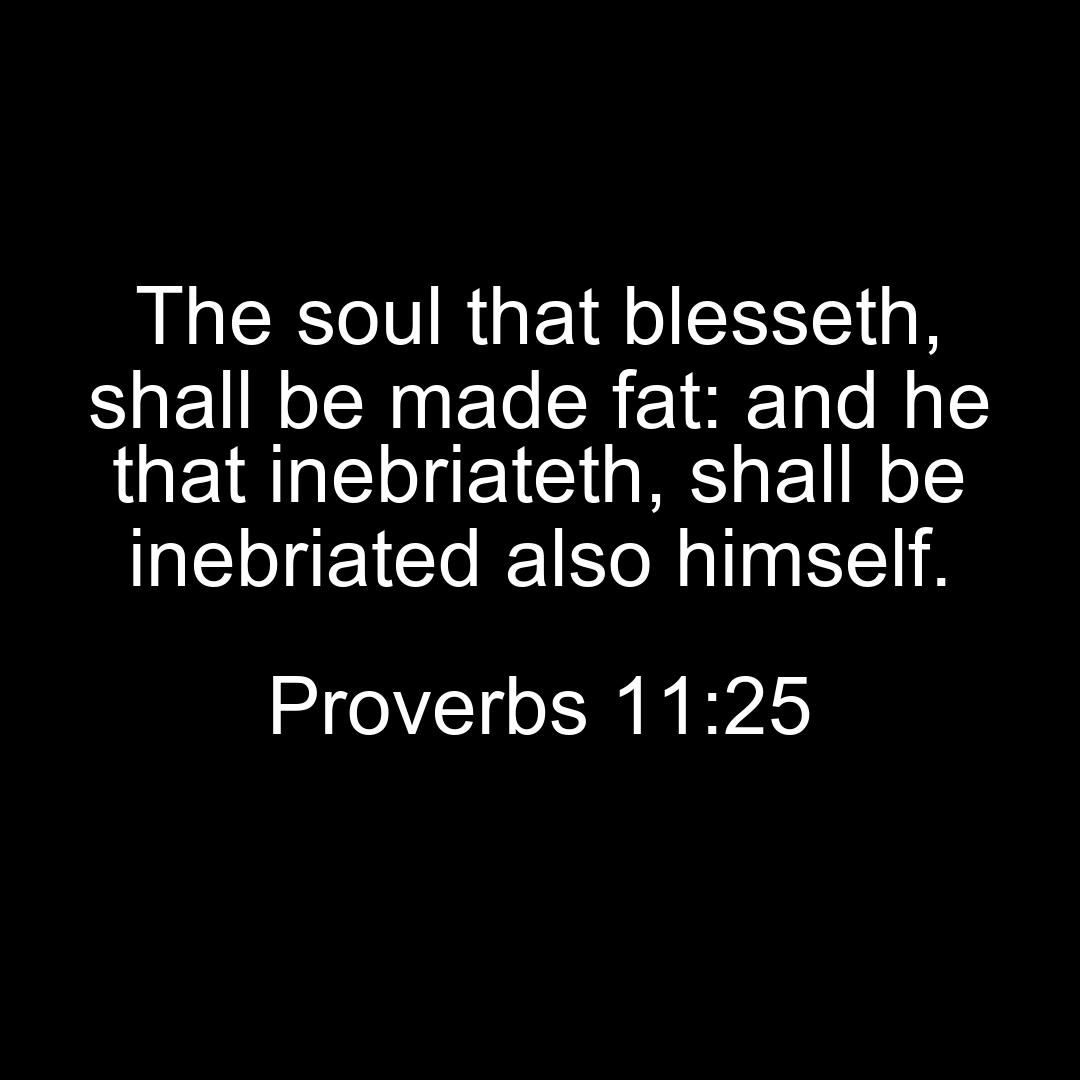 The soul that blesseth,
shall be made fat: and he
that inebriateth, shall be
inebriated also himself.
Proverbs 11:25